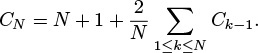 C_N = N + 1 + \frac{2}{N} \sum_{1 \le k \le N} C_{k-1}.